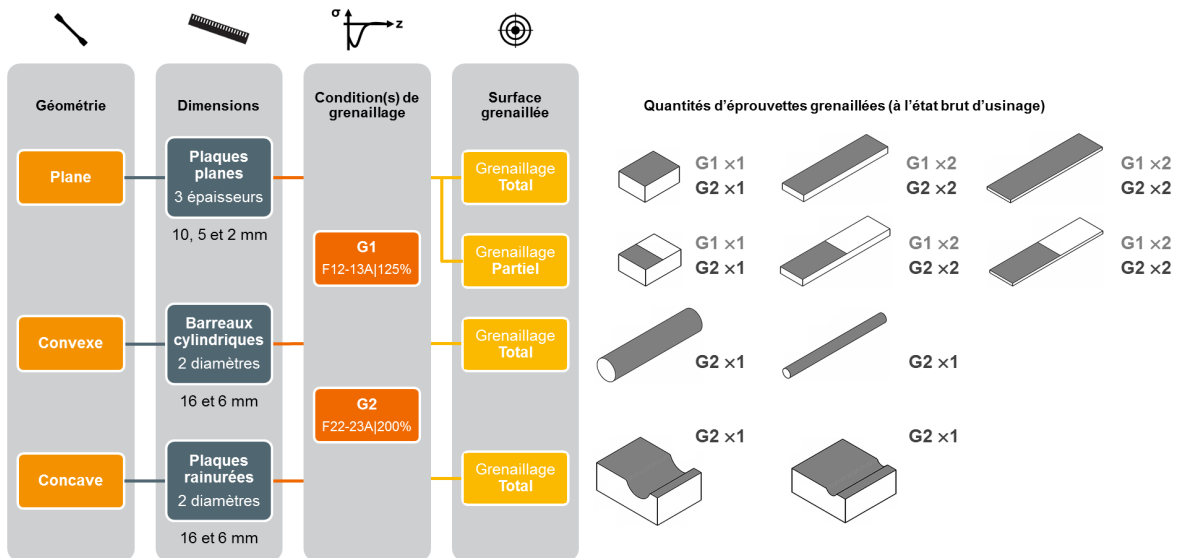 σ
z
Géométrie
Dimensions
Condition(s) de
grenaillage
Surface
grenaillée
Plane
Plaques
planes
3 épaisseurs
10, 5 et 2 mm
Grenaillage
Total
G1
F12-13A|125%
Grenaillage
Partiel
Convexe
Barreaux
cylindriques
2 diamètres
16 et 6 mm
Grenaillage
Total
G2
F22-23A|200%
Concave
Plaques
rainurées
2 diamètres
16 et 6 mm
Grenaillage
Total
Quantités d’éprouvettes grenaillées (à l’état brut d’usinage)
G1 ×1
G2 ×1
G1 ×2
G2 ×2
G1 ×2
G2 ×2
G1 ×1
G2 ×1
G1 ×2
G2 ×2
G1 ×2
G2 ×2
G2 ×1
G2 ×1
G2 ×1
G2 ×1